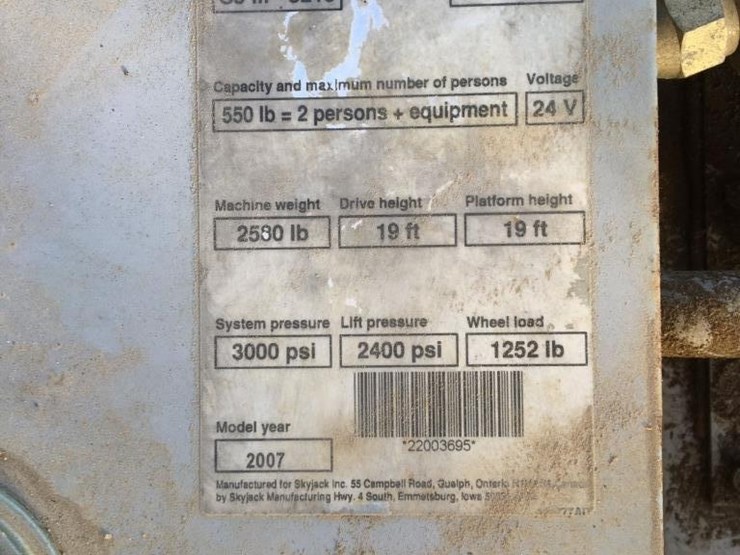 Capacity and maximum number of persons Voltage
550 lb = 2 persons + equipment 24 V
Machine weight Drive height Platform height
2580 lb 19 ft 19 ft
System pressure Lift pressure Wheel load
3000 psi 2400 psi 1252 lb
*22003695*
Model year
2007
Manufactured for Skyjack Inc. 55 Campbell Road, Guelph, Ontario
by Skyjack Manufacturing Hwy. 4 South, Emmetsburg, Iowa